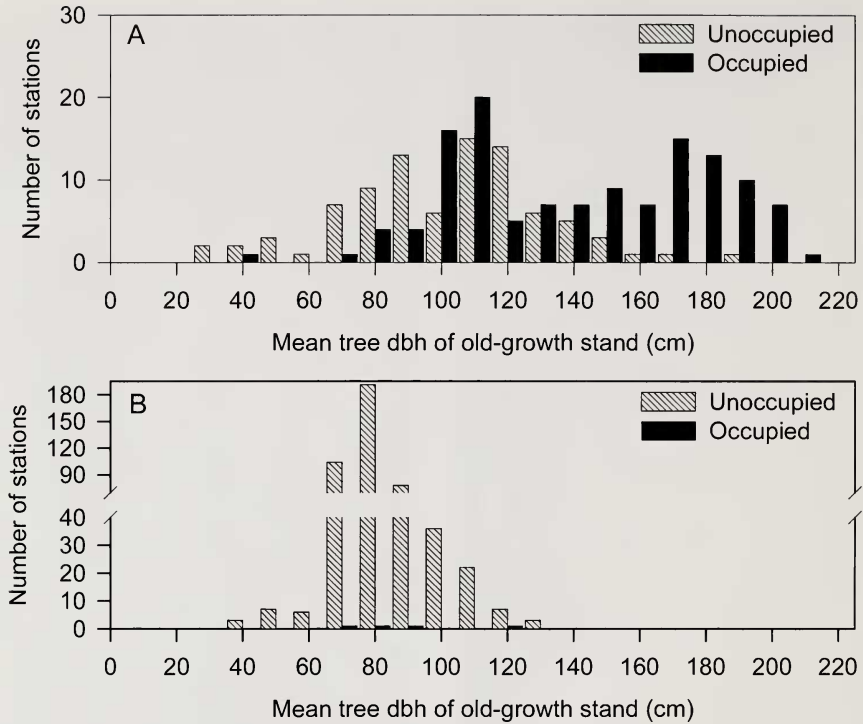 A
Unoccupied
Occupied
Number of stations
30
20
10
0
0 20 40 60 80 100 120 140 160 180 200 220
Mean tree dbh of old-growth stand (cm)
B
Unoccupied
Occupied
Number of stations
180
150
120
90
40
30
20
10
0
0 20 40 60 80 100 120 140 160 180 200 220
Mean tree dbh of old-growth stand (cm)